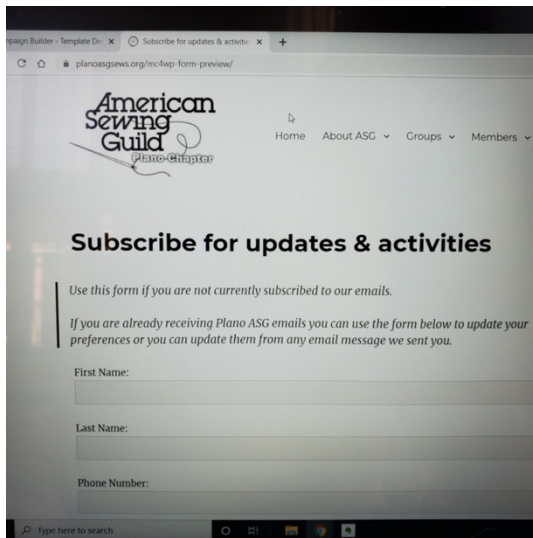 mpaign Builder - Template De
Subscribe for updates & activitie
planoasgsews.org/mc4wp-form-preview/
American
Sewing
Guild
Plano Chapter
Home About ASG Groups Members
Subscribe for updates & activities
Use this form if you are not currently subscribed to our emails.
If you are already receiving Plano ASG emails you can use the form below to update your
preferences or you can update them from any email message we sent you.
First Name:
Last Name:
Phone Number:
Type here to search